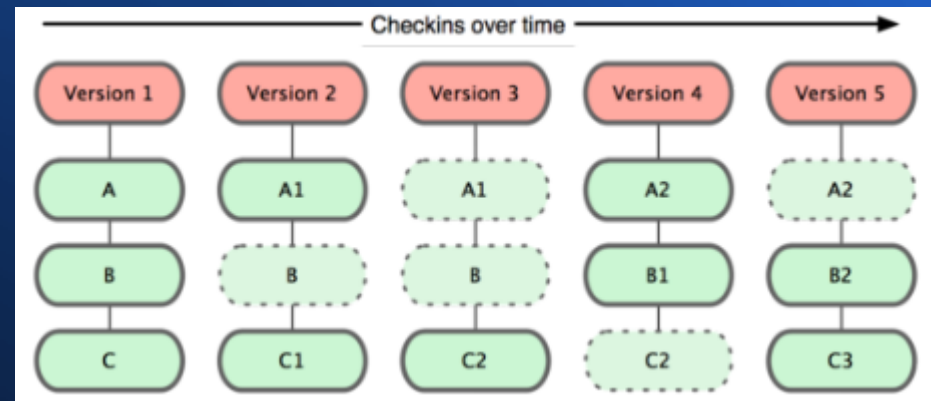 Checkins over time
Version 1 Version 2 Version 3 Version 4 Version 5
A A1 A1 A2 A2
B B B B1 B2
C C1 C2 C2 C3